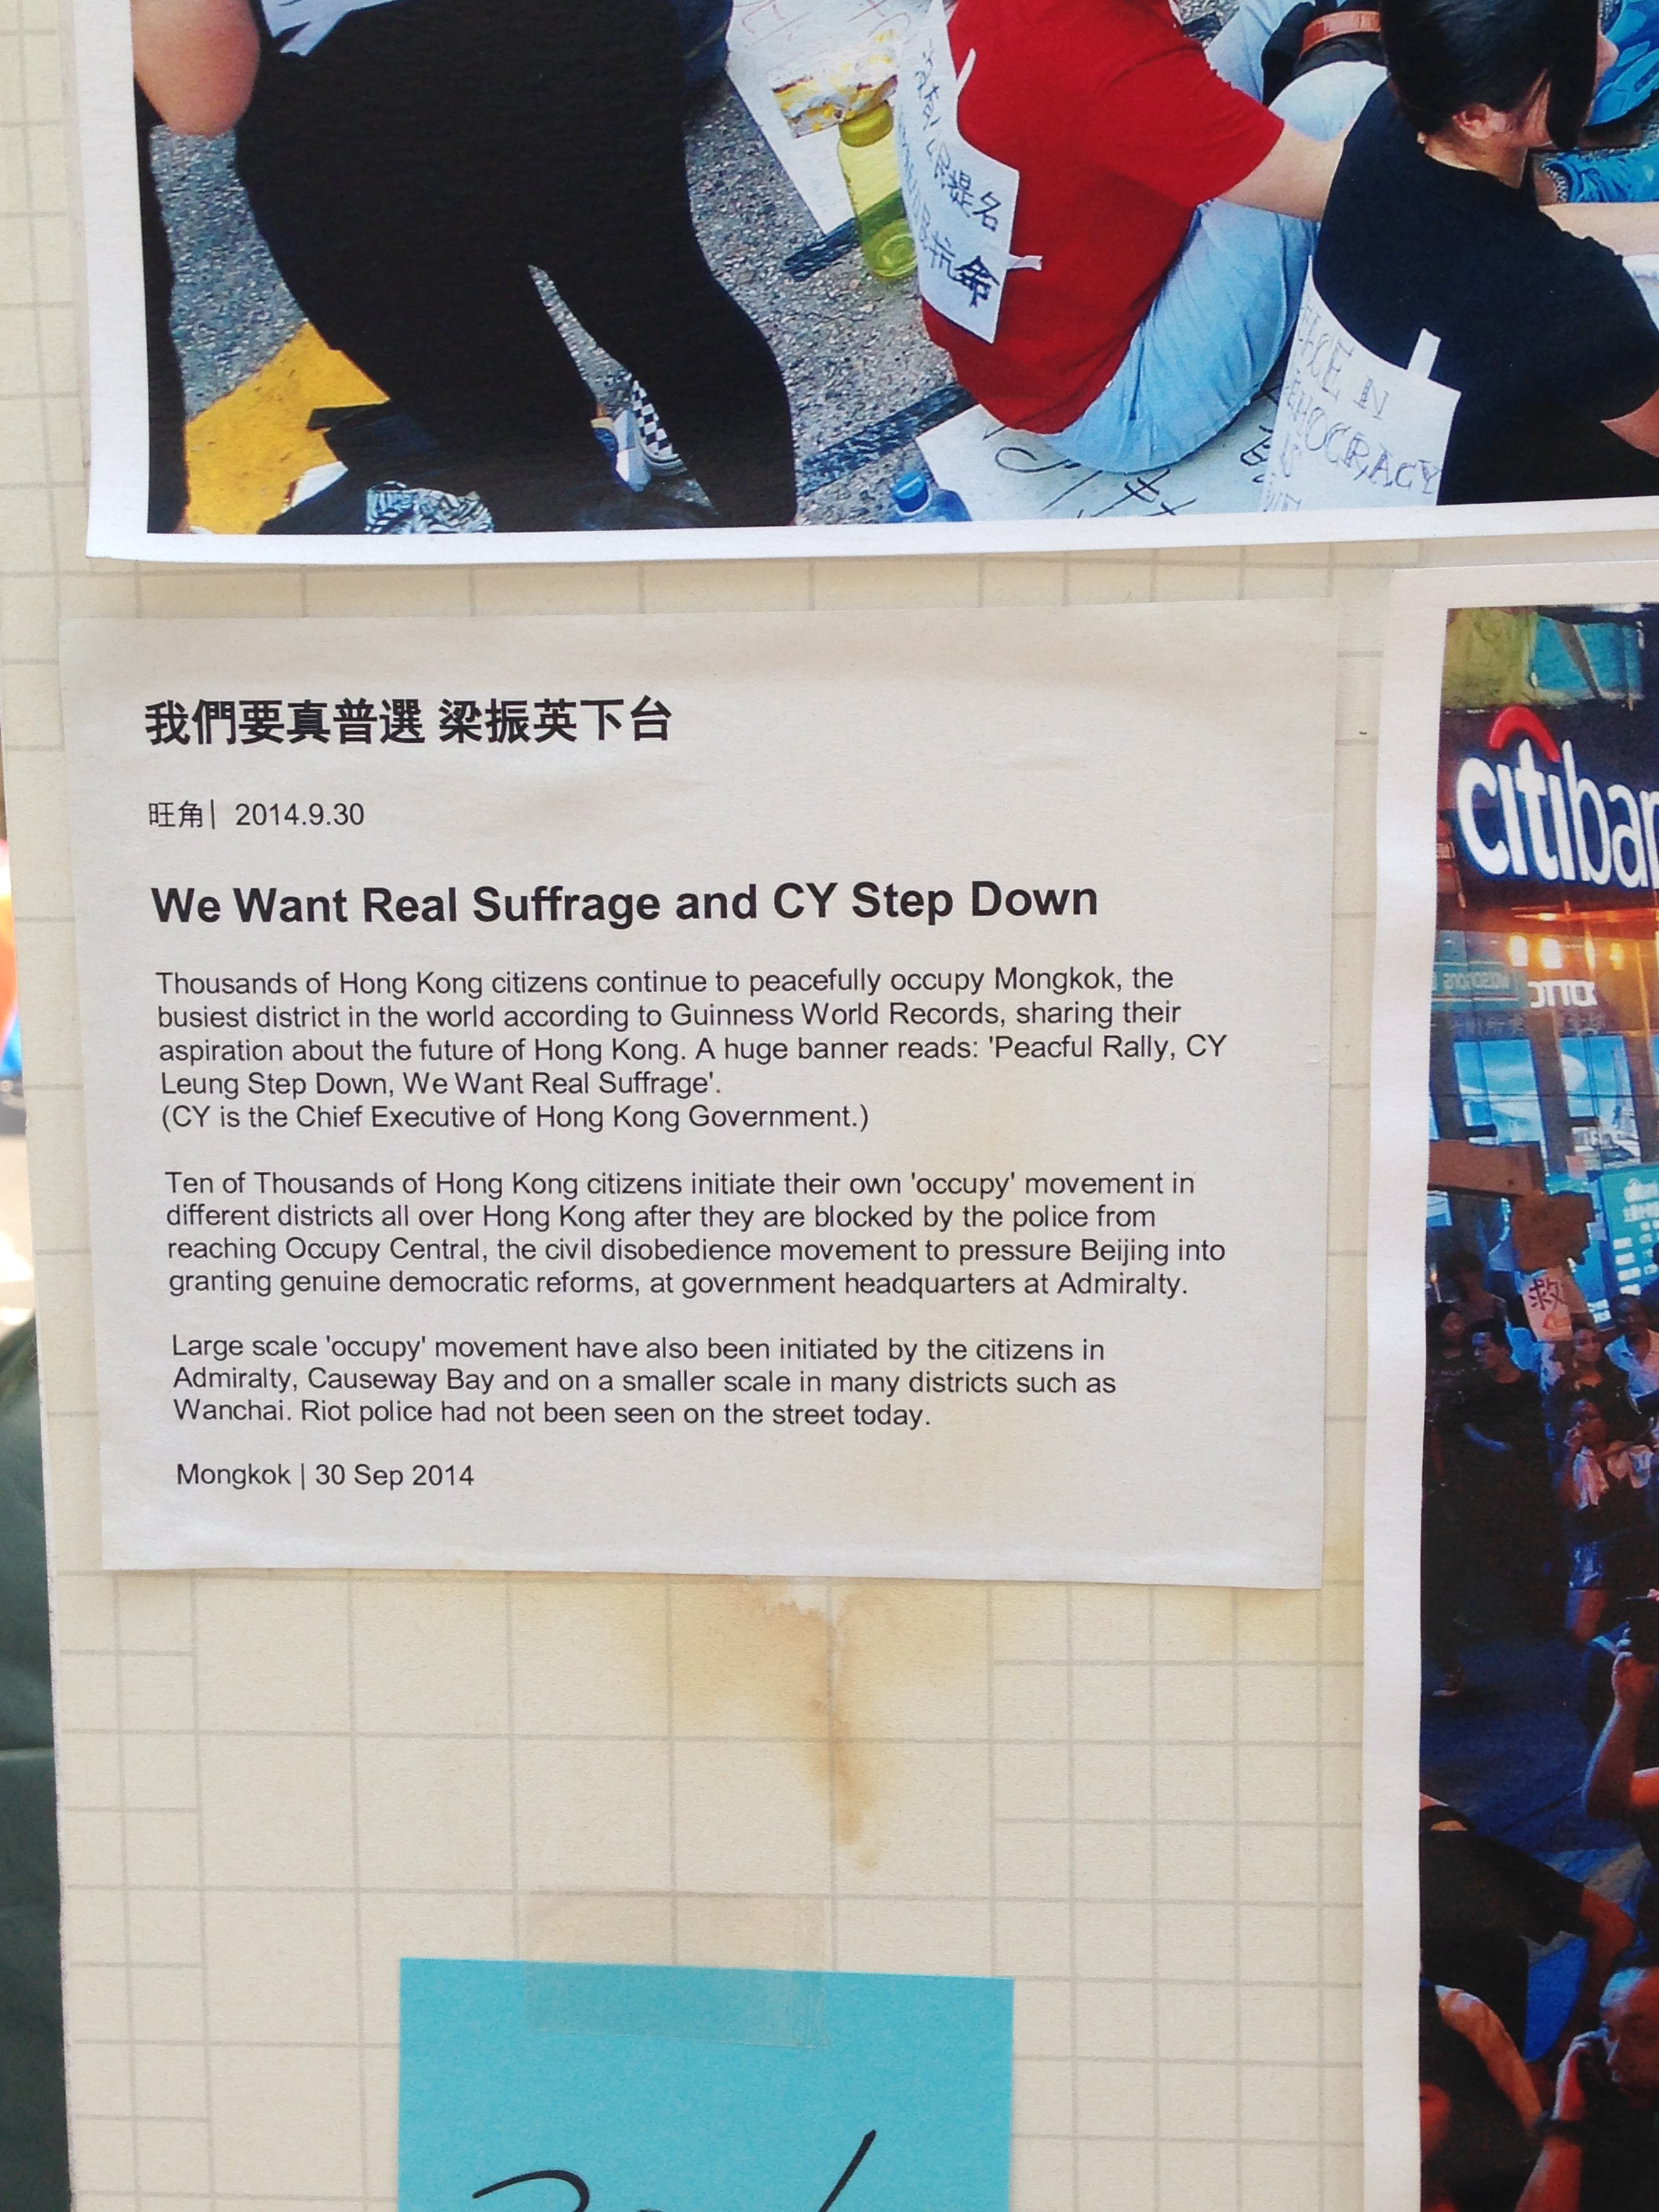 民提名
抗命
IN
我們要真普選 梁振英下台
旺角| 2014.9.30
We Want Real Suffrage and CY Step Down
Thousands of Hong Kong citizens continue to peacefully occupy Mongkok, the
busiest district in the world according to Guinness World Records, sharing their
aspiration about the future of Hong Kong. A huge banner reads: 'Peacful Rally, CY
Leung Step Down, We Want Real Suffrage'.
(CY is the Chief Executive of Hong Kong Government.)
Ten of Thousands of Hong Kong citizens initiate their own 'occupy' movement in
different districts all over Hong Kong after they are blocked by the police from
reaching Occupy Central, the civil disobedience movement to pressure Beijing into
granting genuine democratic reforms, at government headquarters at Admiralty.
Large scale 'occupy' movement have also been initiated by the citizens in
Admiralty, Causeway Bay and on a smaller scale in many districts such as
Wanchai. Riot police had not been seen on the street today.
Mongkok | 30 Sep 2014
citiban
救